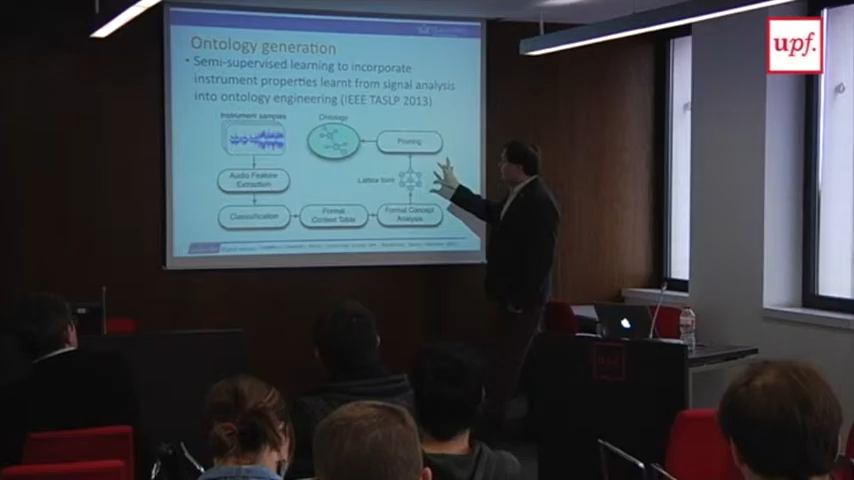 upf.
Ontology generation
• Semi-supervised learning to incorporate
instrument properties learnt from signal analysis
into ontology engineering (IEEE TASLP 2013)
Instrument samples
Ontology
Pruning
Audio Feature
Extraction
Lattice form
Classification
Formal
Context Table
Formal Concept
Analysis
upf.